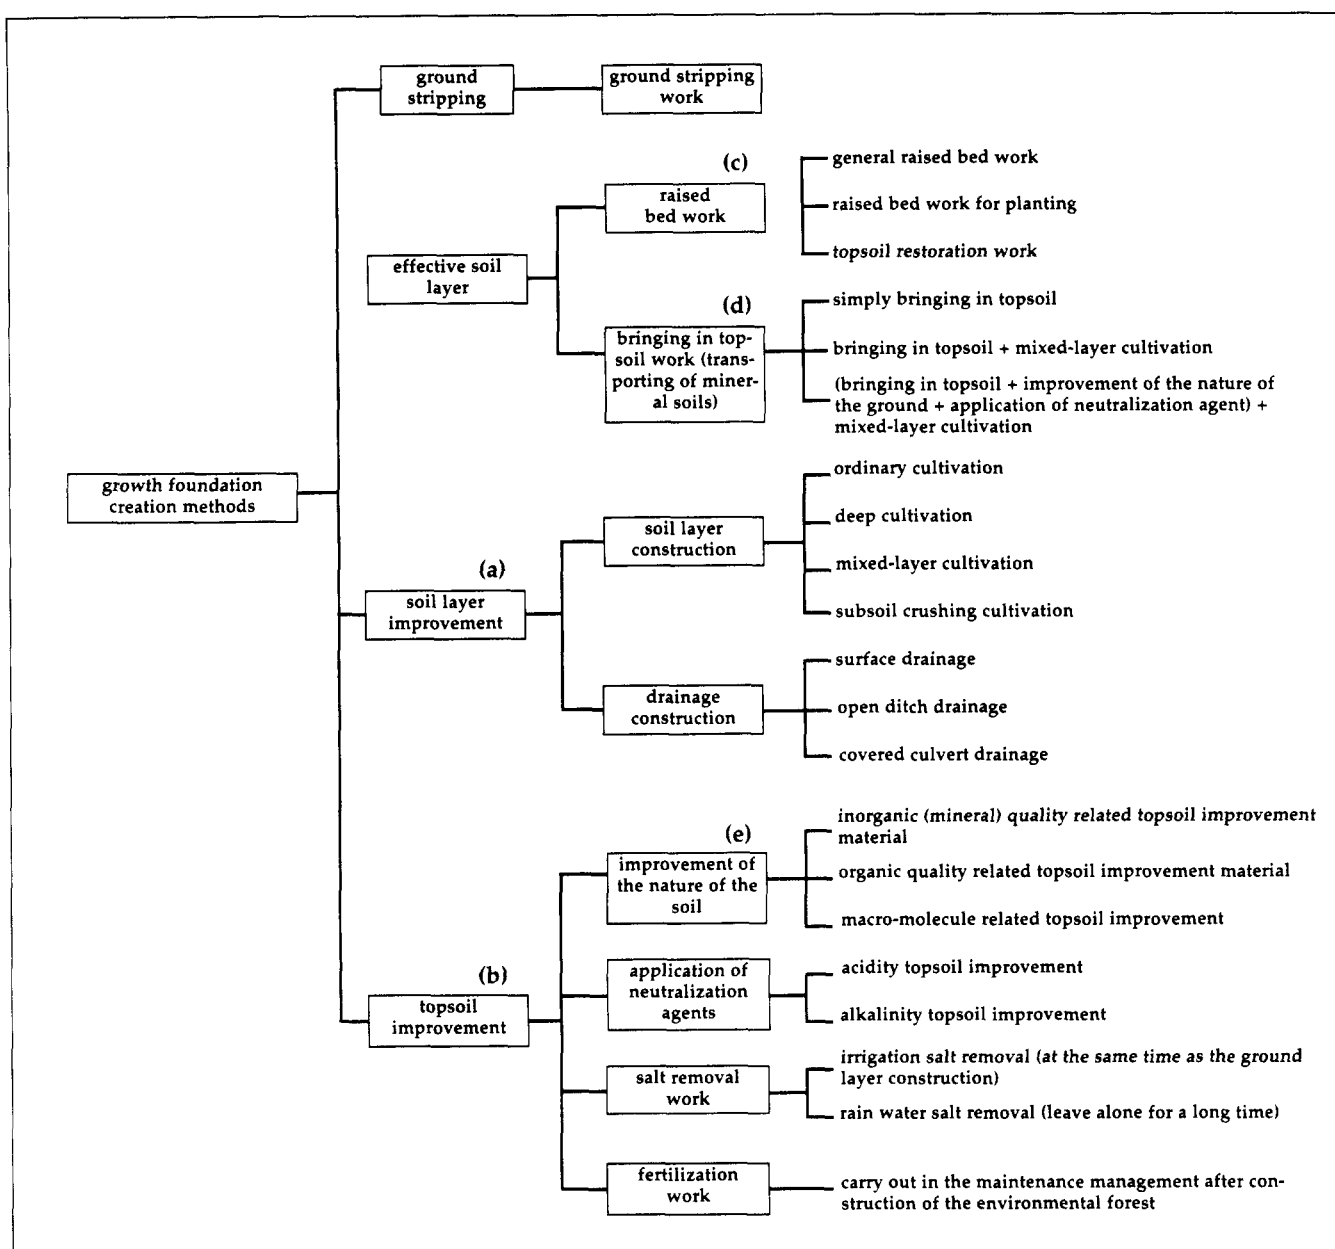 ground
stripping
ground stripping
work
(c)
raised
bed work
general raised bed work
raised bed work for planting
topsoil restoration work
effective soil
layer
(d)
bringing in top-
soil work (trans-
porting of miner-
al soils)
simply bringing in topsoil
bringing in topsoil + mixed-layer cultivation
(bringing in topsoil + improvement of the nature of
the ground + application of neutralization agent) +
mixed-layer cultivation
growth foundation
creation methods
(a)
soil layer
improvement
soil layer
construction
ordinary cultivation
deep cultivation
mixed-layer cultivation
subsoil crushing cultivation
drainage
construction
surface drainage
open ditch drainage
covered culvert drainage
(b)
topsoil
improvement
(e)
improvement of
the nature of the
soil
inorganic (mineral) quality related topsoil improvement
material
organic quality related topsoil improvement material
macro-molecule related topsoil improvement
application of
neutralization
agents
acidity topsoil improvement
alkalinity topsoil improvement
salt removal
work
irrigation salt removal (at the same time as the ground
layer construction)
rain water salt removal (leave alone for a long time)
fertilization
work
carry out in the maintenance management after con-
struction of the environmental forest